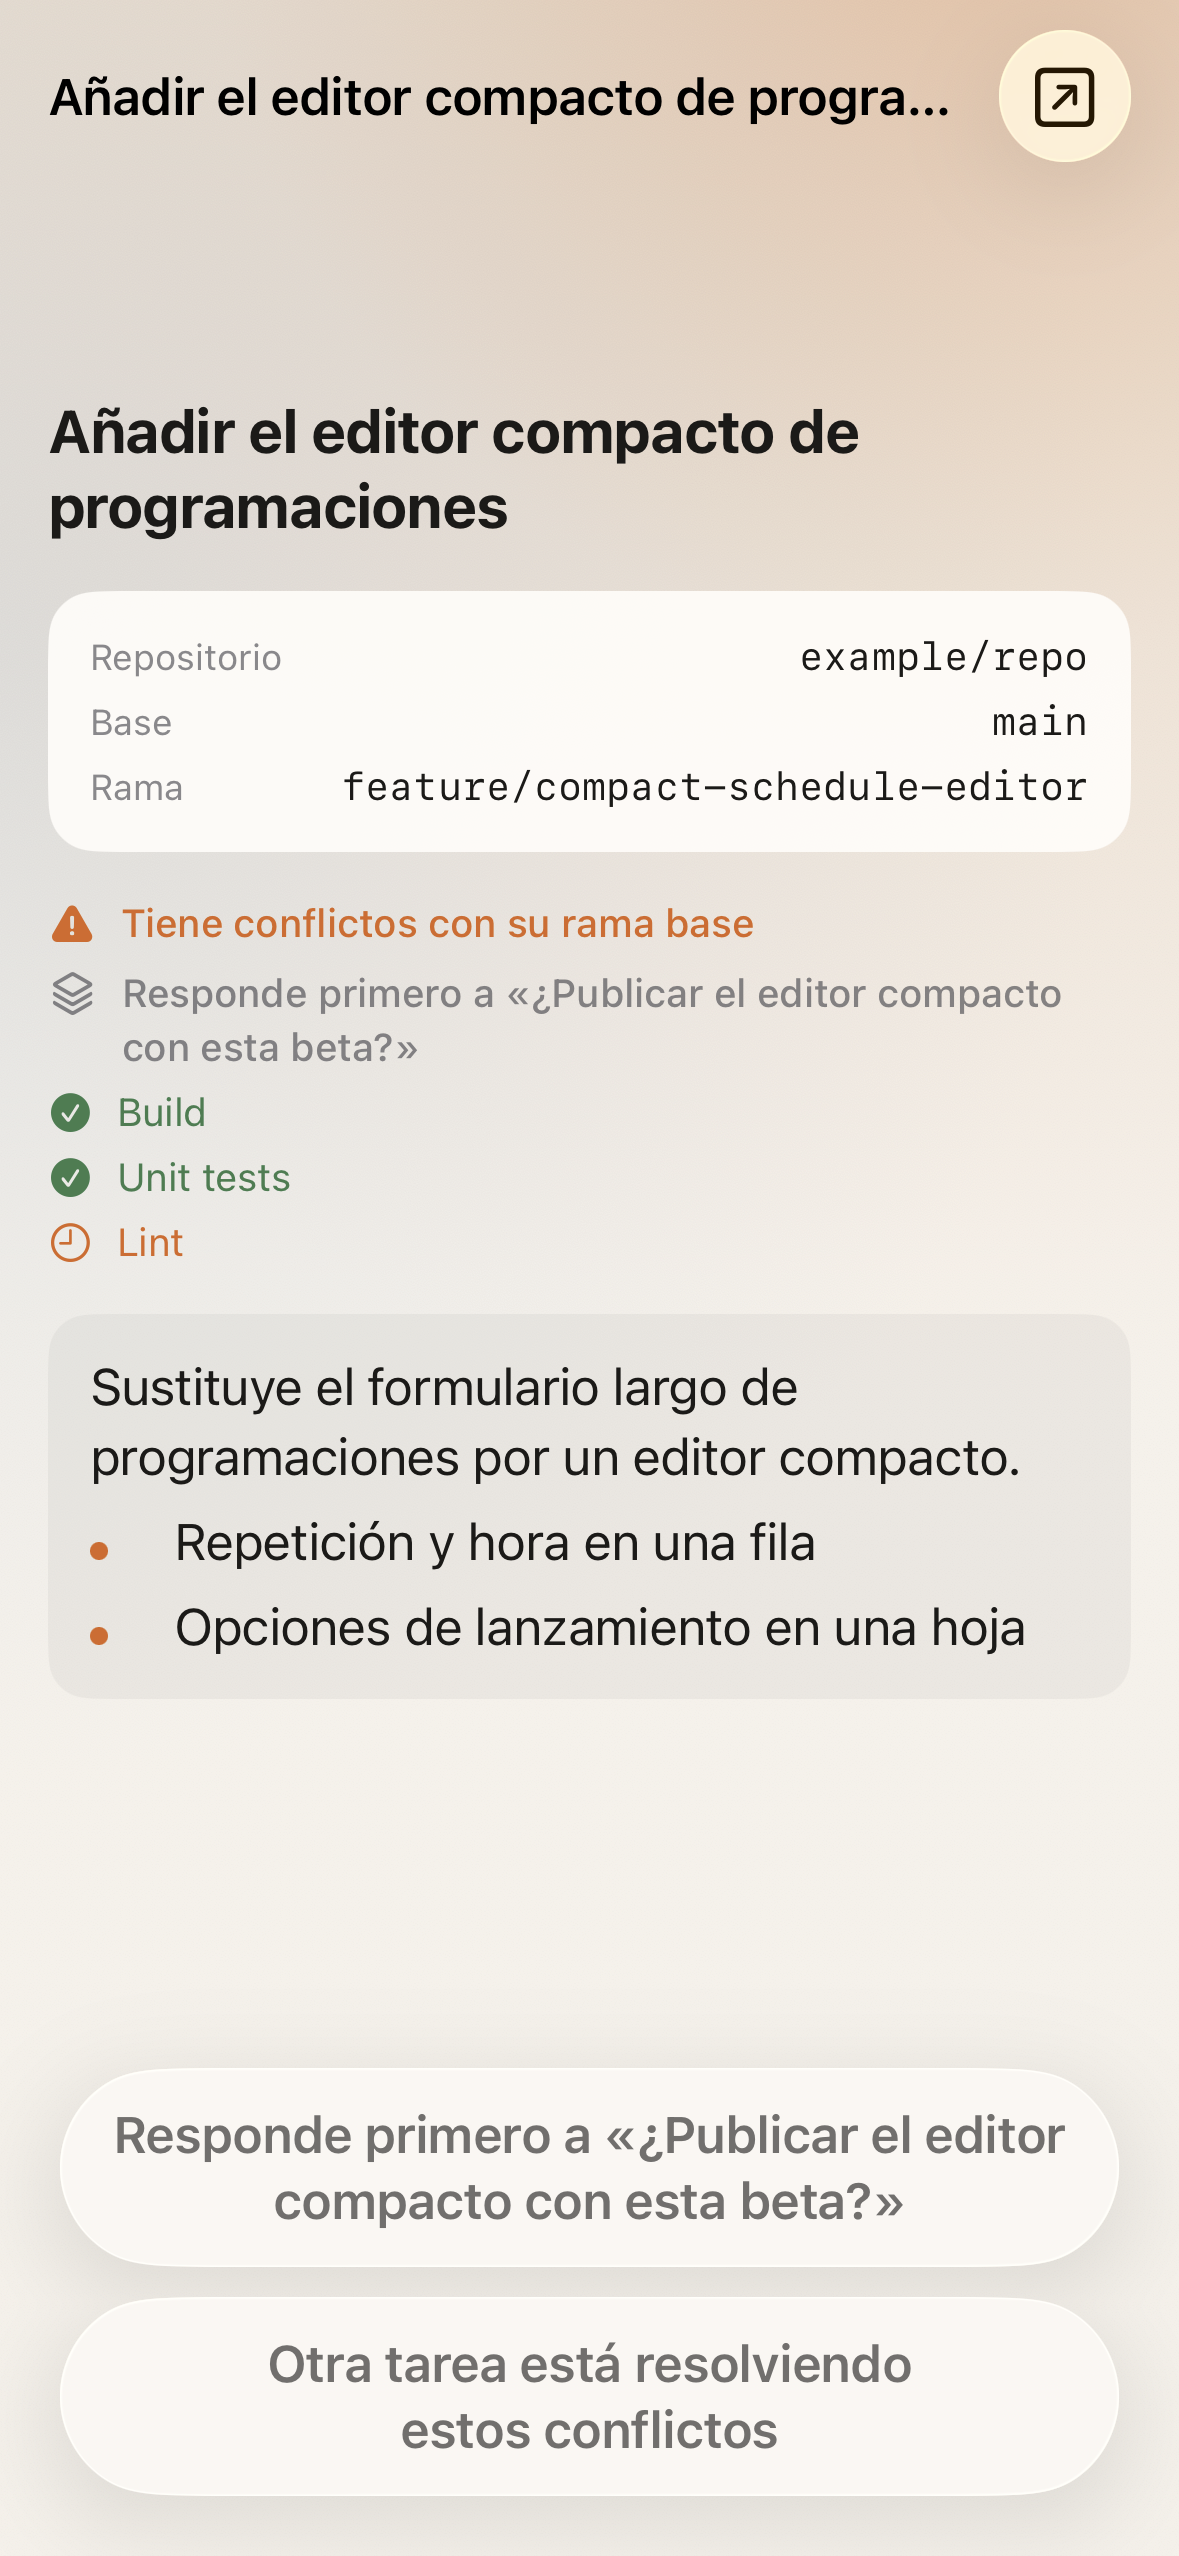 Añadir el editor compacto de progra...
Añadir el editor compacto de
programaciones
Repositorio example/repo
Base main
Rama feature/compact-schedule-editor
Tiene conflictos con su rama base
Responde primero a «¿Publicar el editor compacto
con esta beta?»
Build
Unit tests
Lint
Sustituye el formulario largo de
programaciones por un editor compacto.
• Repetición y hora en una fila
• Opciones de lanzamiento en una hoja
Responde primero a «¿Publicar el editor
compacto con esta beta?»
Otra tarea está resolviendo
estos conflictos